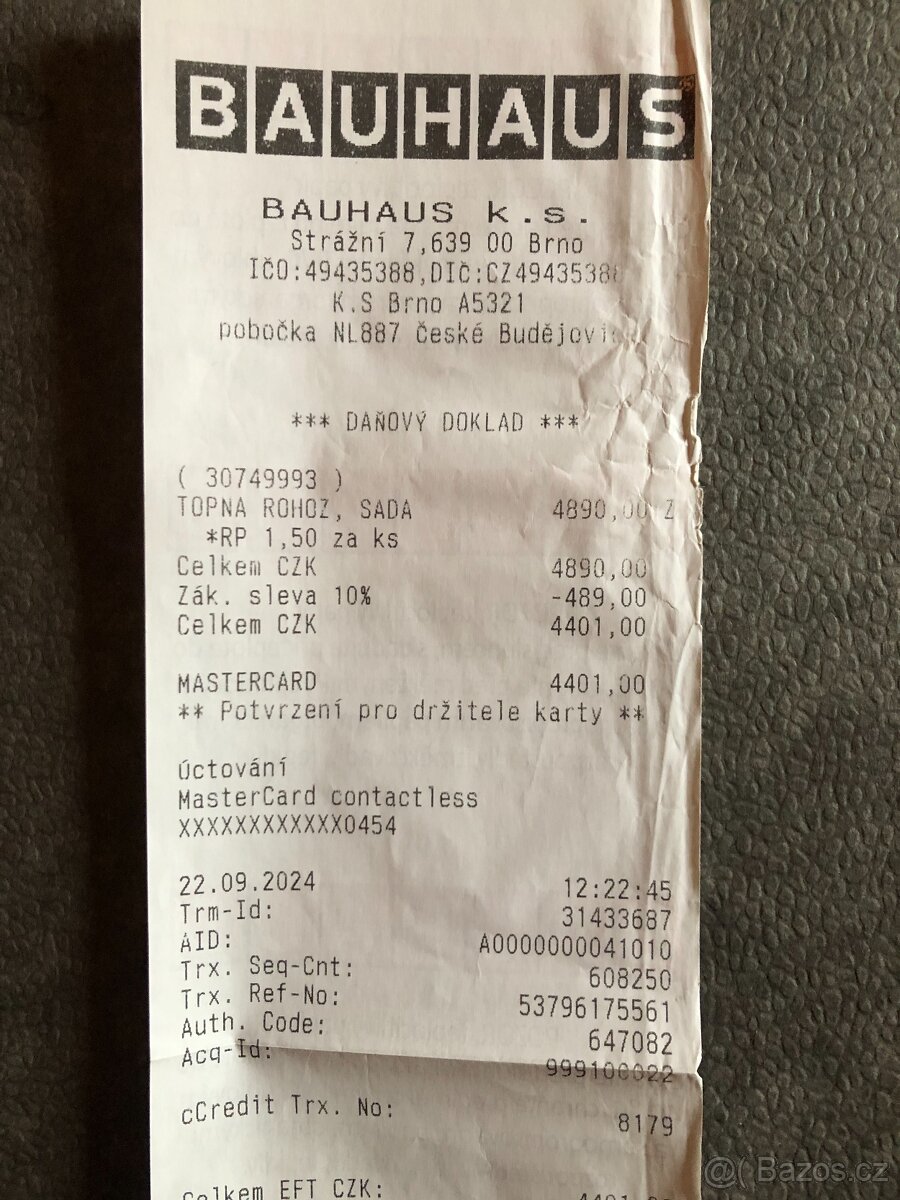 BAUHAUS
BAUHAUS k.s.
Strážní 7,639 00 Brno
IČO:49435388,DIČ:CZ49435388
K.S Brno A5321
pobočka NL887 České
*** DAŇOVÝ DOKLAD ***
( 30749993 )
TOPNA ROHOZ, SADA 4890,00 Z
*RP 1,50 za ks
Celkem CZK 4890,00
Zák. sleva 10% -489,00
Celkem CZK 4401,00
MASTERCARD 4401,00
** Potvrzení pro držitele karty **
Účtování
MasterCard contactless
XXXXXXXXXXXX0454
22.09.2024 12:22:45
Trm-Id: 31433687
AID: A0000000041010
Trx. Seq-Cnt: 608250
Trx. Ref-No: 53796175561
Auth. Code: 647082
Acq-Id: 999100022
cCredit Trx. No: 8179
Celkem EFT CZK:
@( Bazos.cz